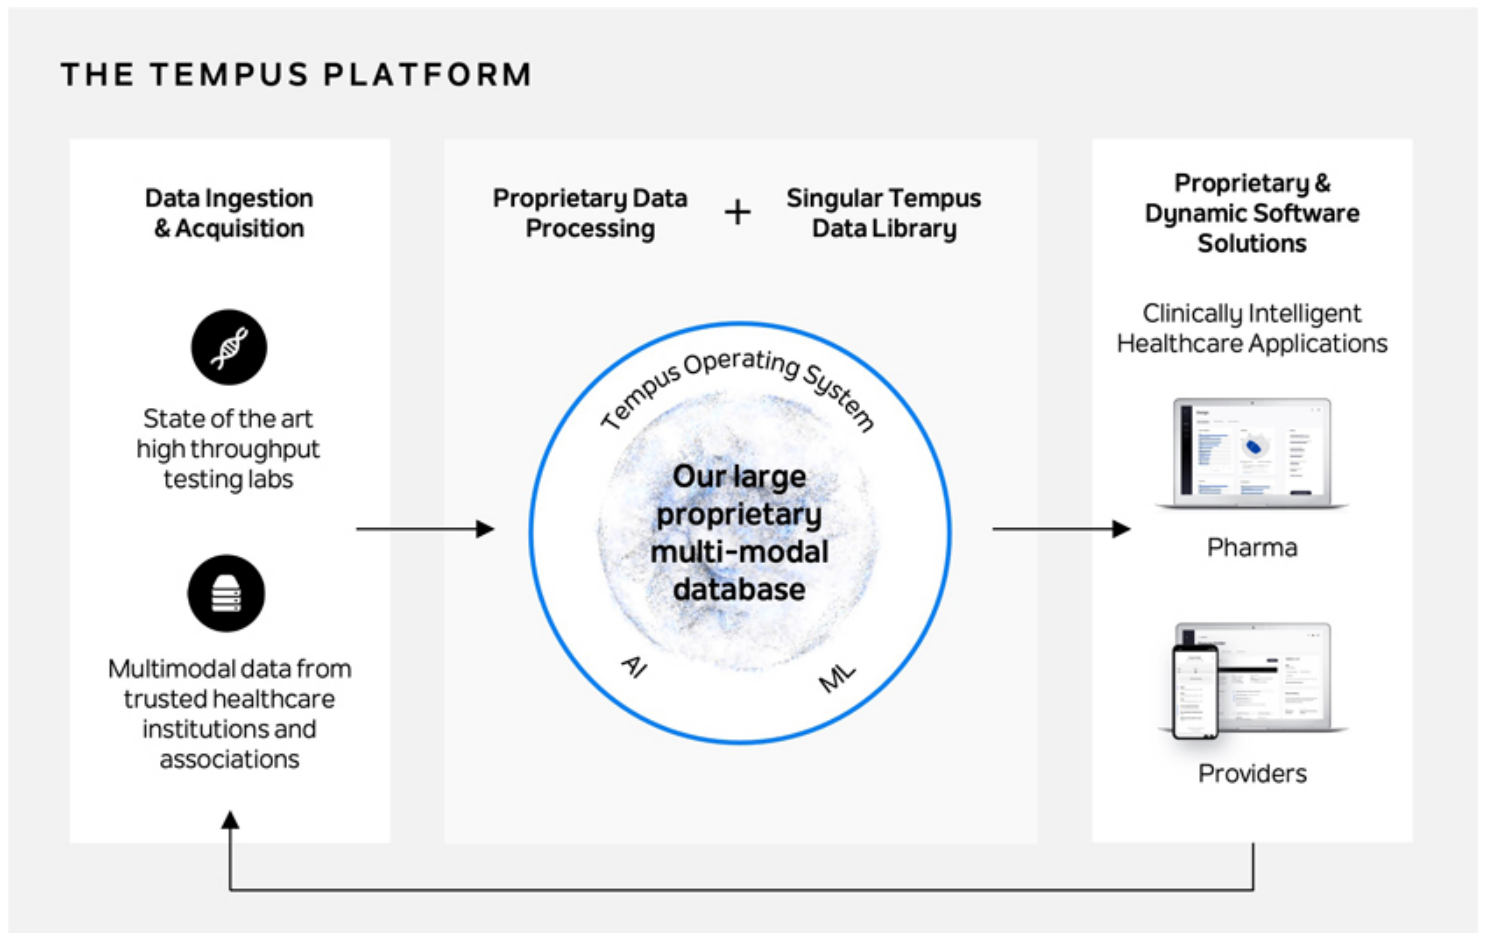 THE TEMPUS PLATFORM
Data Ingestion
& Acquisition
State of the art
high throughput
testing labs
Multimodal data from
trusted healthcare
institutions and
associations
Proprietary Data
Processing
+
Singular Tempus
Data Library
Tempus Operating System
Our large
proprietary
multi-modal
database
AI
ML
Proprietary &
Dynamic Software
Solutions
Clinically Intelligent
Healthcare Applications
Pharma
Providers